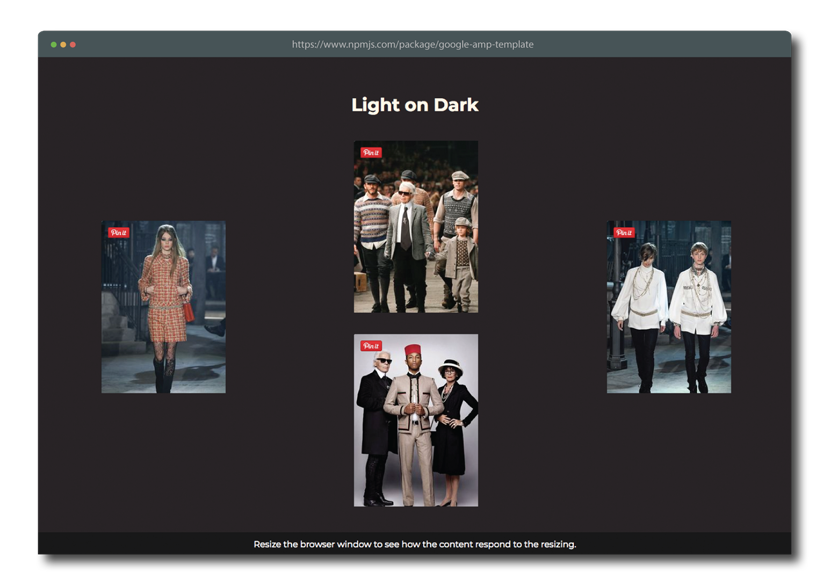 https://www.npmjs.com/package/google-amp-template
Light on Dark
Pin it
Pin it
Pin it
Pin it
Resize the browser window to see how the content respond to the resizing.